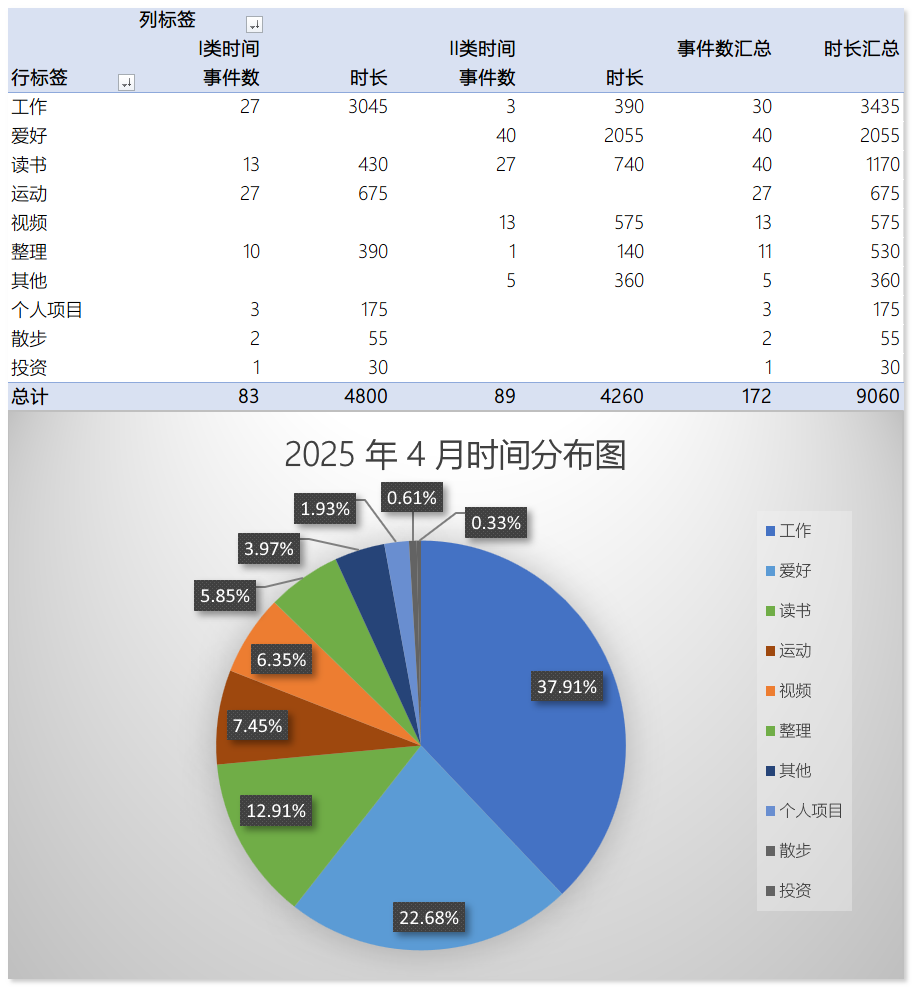 列标签
I类时间 II类时间 事件数汇总 时长汇总
行标签 事件数 时长 事件数 时长
工作 27 3045 3 390 30 3435
爱好 40 2055 40 2055
读书 13 430 27 740 40 1170
运动 27 675 27 675
视频 13 575 13 575
整理 10 390 1 140 11 530
其他 5 360 5 360
个人项目 3 175 3 175
散步 2 55 2 55
投资 1 30 1 30
总计 83 4800 89 4260 172 9060
2025 年 4 月时间分布图
0.61%
1.93%
0.33%
3.97%
5.85%
6.35%
37.91%
7.45%
12.91%
22.68%
工作
爱好
读书
运动
视频
整理
其他
个人项目
散步
投资